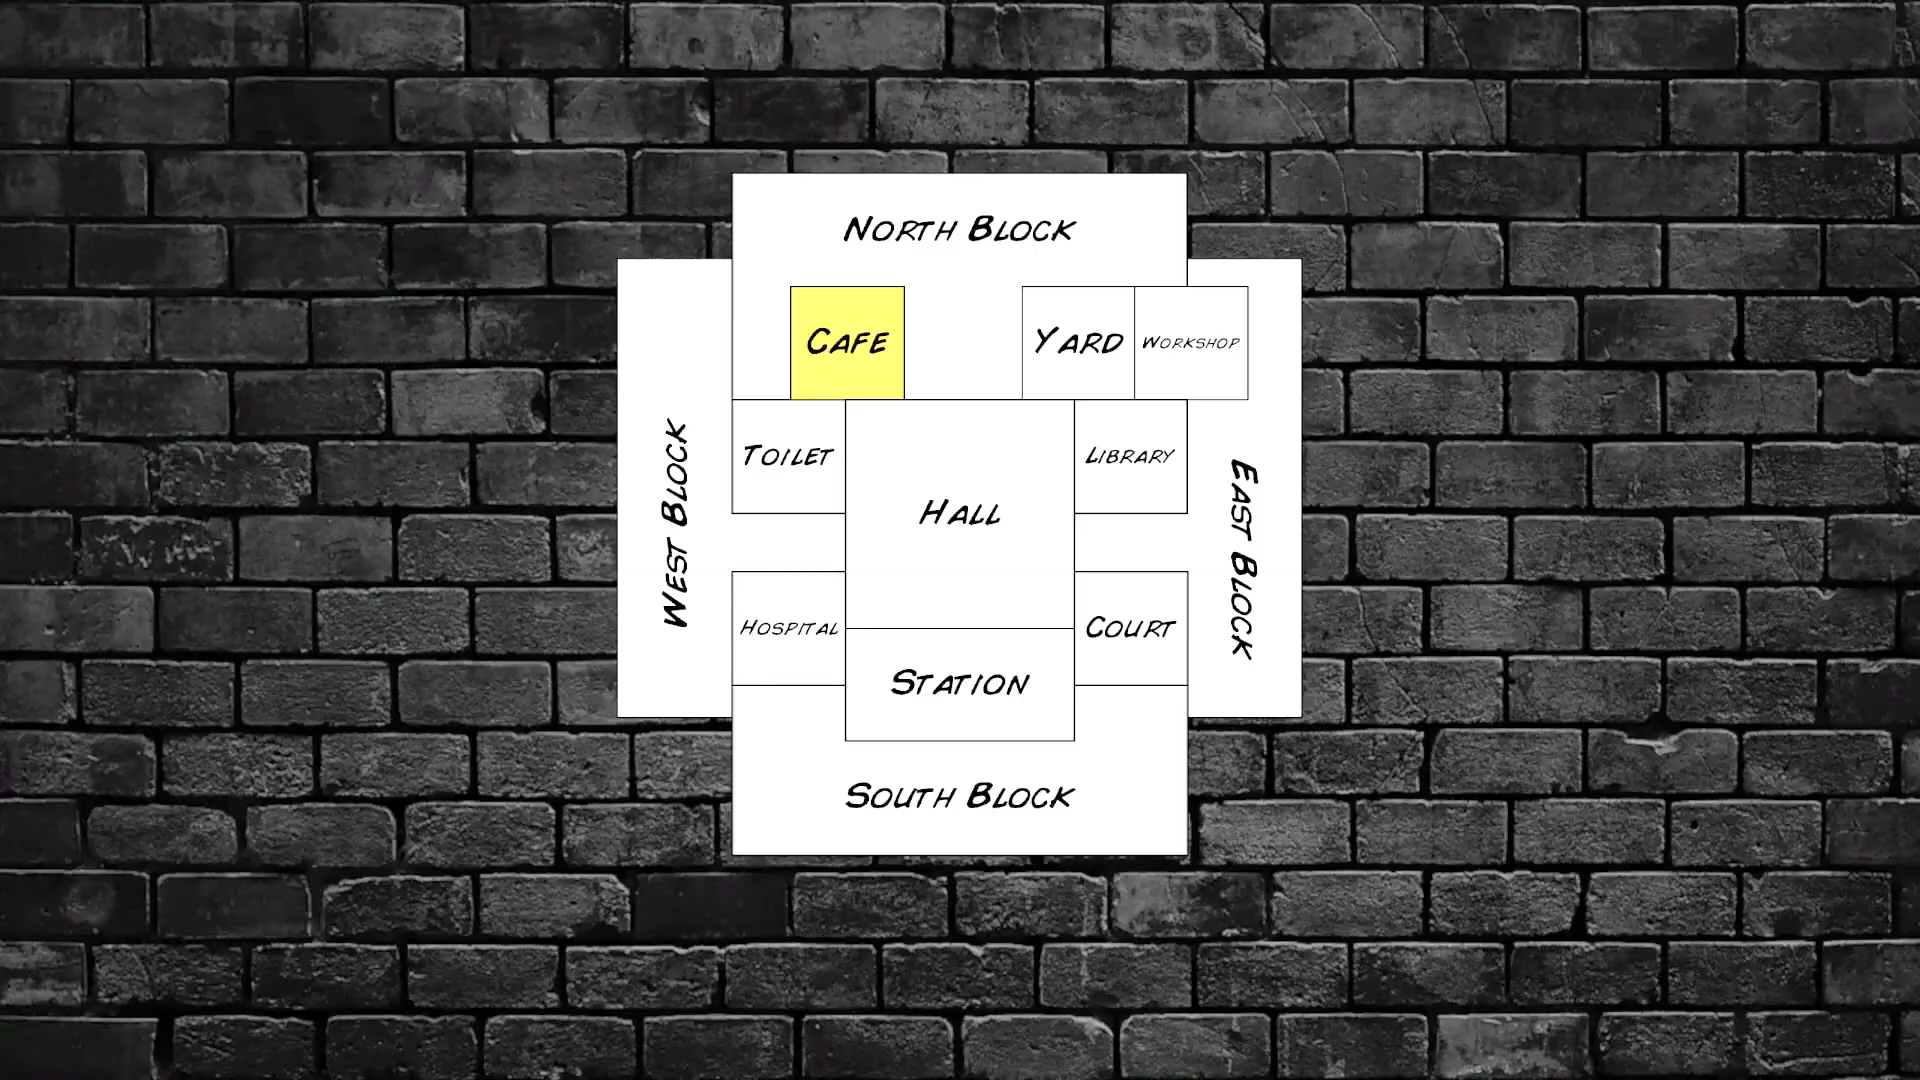 North Block
Cafe
Yard
Workshop
Toilet
Library
West Block
Hall
East Block
Hospital
Court
Station
South Block